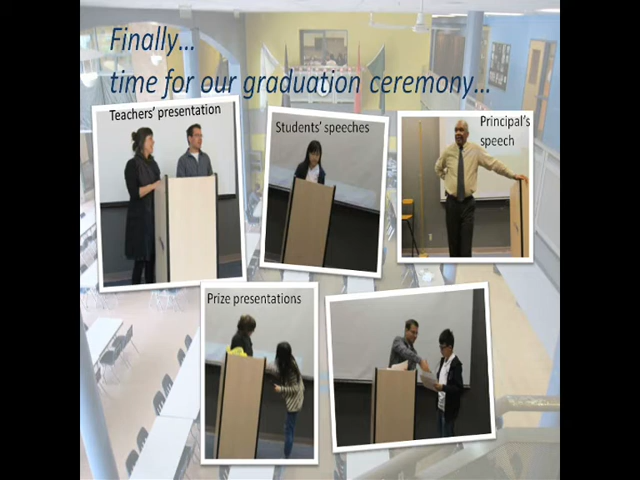 Finally...
time for our graduation ceremony...
Teachers' presentation
Students' speeches
Principal's
speech
Prize presentations